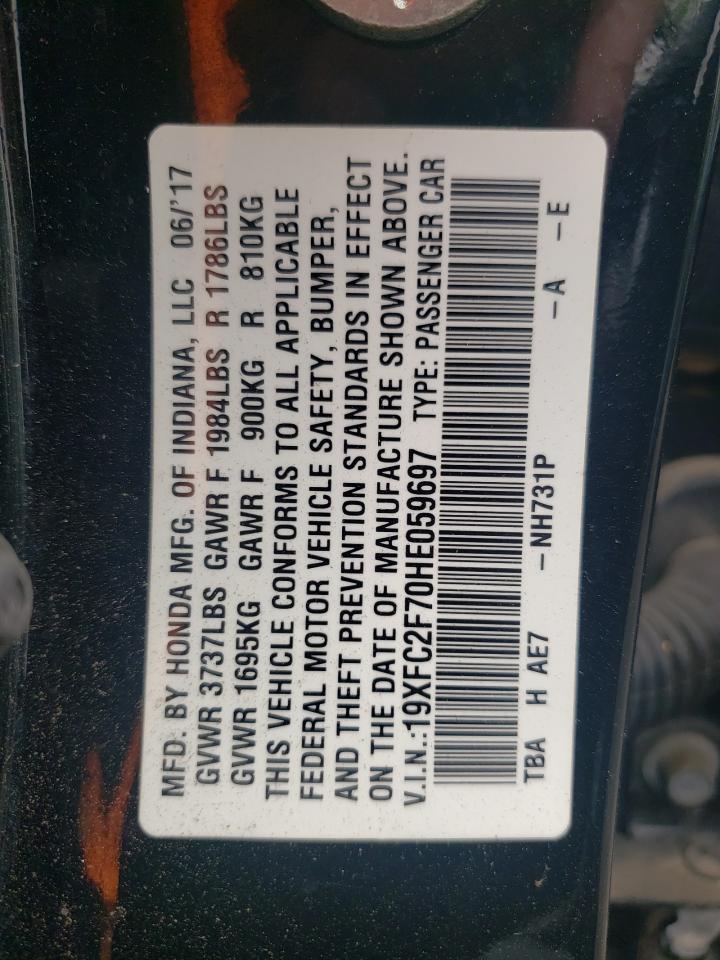 MFD. BY HONDA MFG. OF INDIANA, LLC 06/'17
GVWR 3737LBS GAWR F 1984LBS R 1786LBS
GVWR 1695KG GAWR F 900KG R 810KG
THIS VEHICLE CONFORMS TO ALL APPLICABLE
FEDERAL MOTOR VEHICLE SAFETY, BUMPER,
AND THEFT PREVENTION STANDARDS IN EFFECT
ON THE DATE OF MANUFACTURE SHOWN ABOVE.
V.I.N.:19XFC2F70HE059697 TYPE: PASSENGER CAR
TBA H AE7 -NH731P -A -E